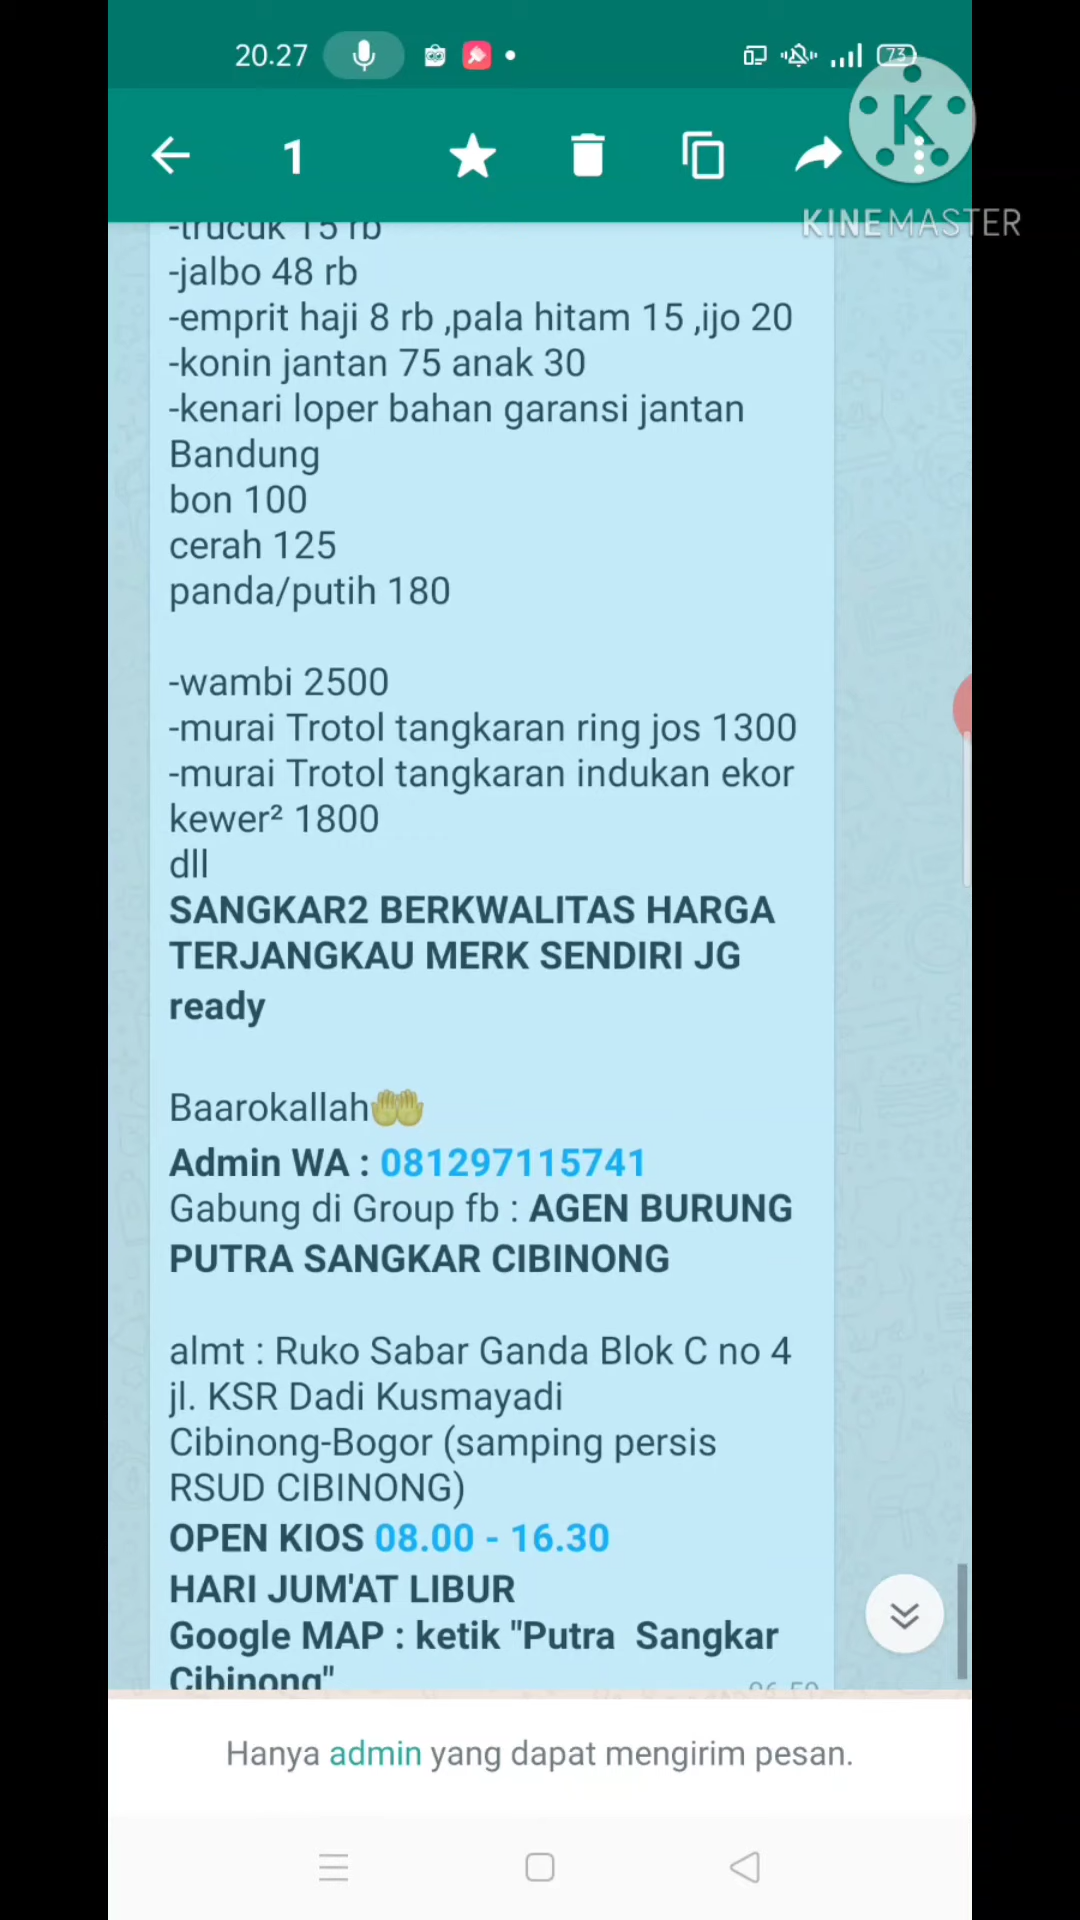 20.27
73
1
K
KINEMASTER
-trucuk 15 rb
-jalbo 48 rb
-emprit haji 8 rb ,pala hitam 15 ,ijo 20
-konin jantan 75 anak 30
-kenari loper bahan garansi jantan
Bandung
bon 100
cerah 125
panda/putih 180
-wambi 2500
-murai Trotol tangkaran ring jos 1300
-murai Trotol tangkaran indukan ekor
kewer² 1800
dll
SANGKAR2 BERKWALITAS HARGA
TERJANGKAU MERK SENDIRI JG
ready
Baarokallah🤲
Admin WA : 081297115741
Gabung di Group fb : AGEN BURUNG
PUTRA SANGKAR CIBINONG
almt : Ruko Sabar Ganda Blok C no 4
jl. KSR Dadi Kusmayadi
Cibinong-Bogor (samping persis
RSUD CIBINONG)
OPEN KIOS 08.00 - 16.30
HARI JUM'AT LIBUR
Google MAP : ketik "Putra  Sangkar
Cibinong"
Hanya admin yang dapat mengirim pesan.